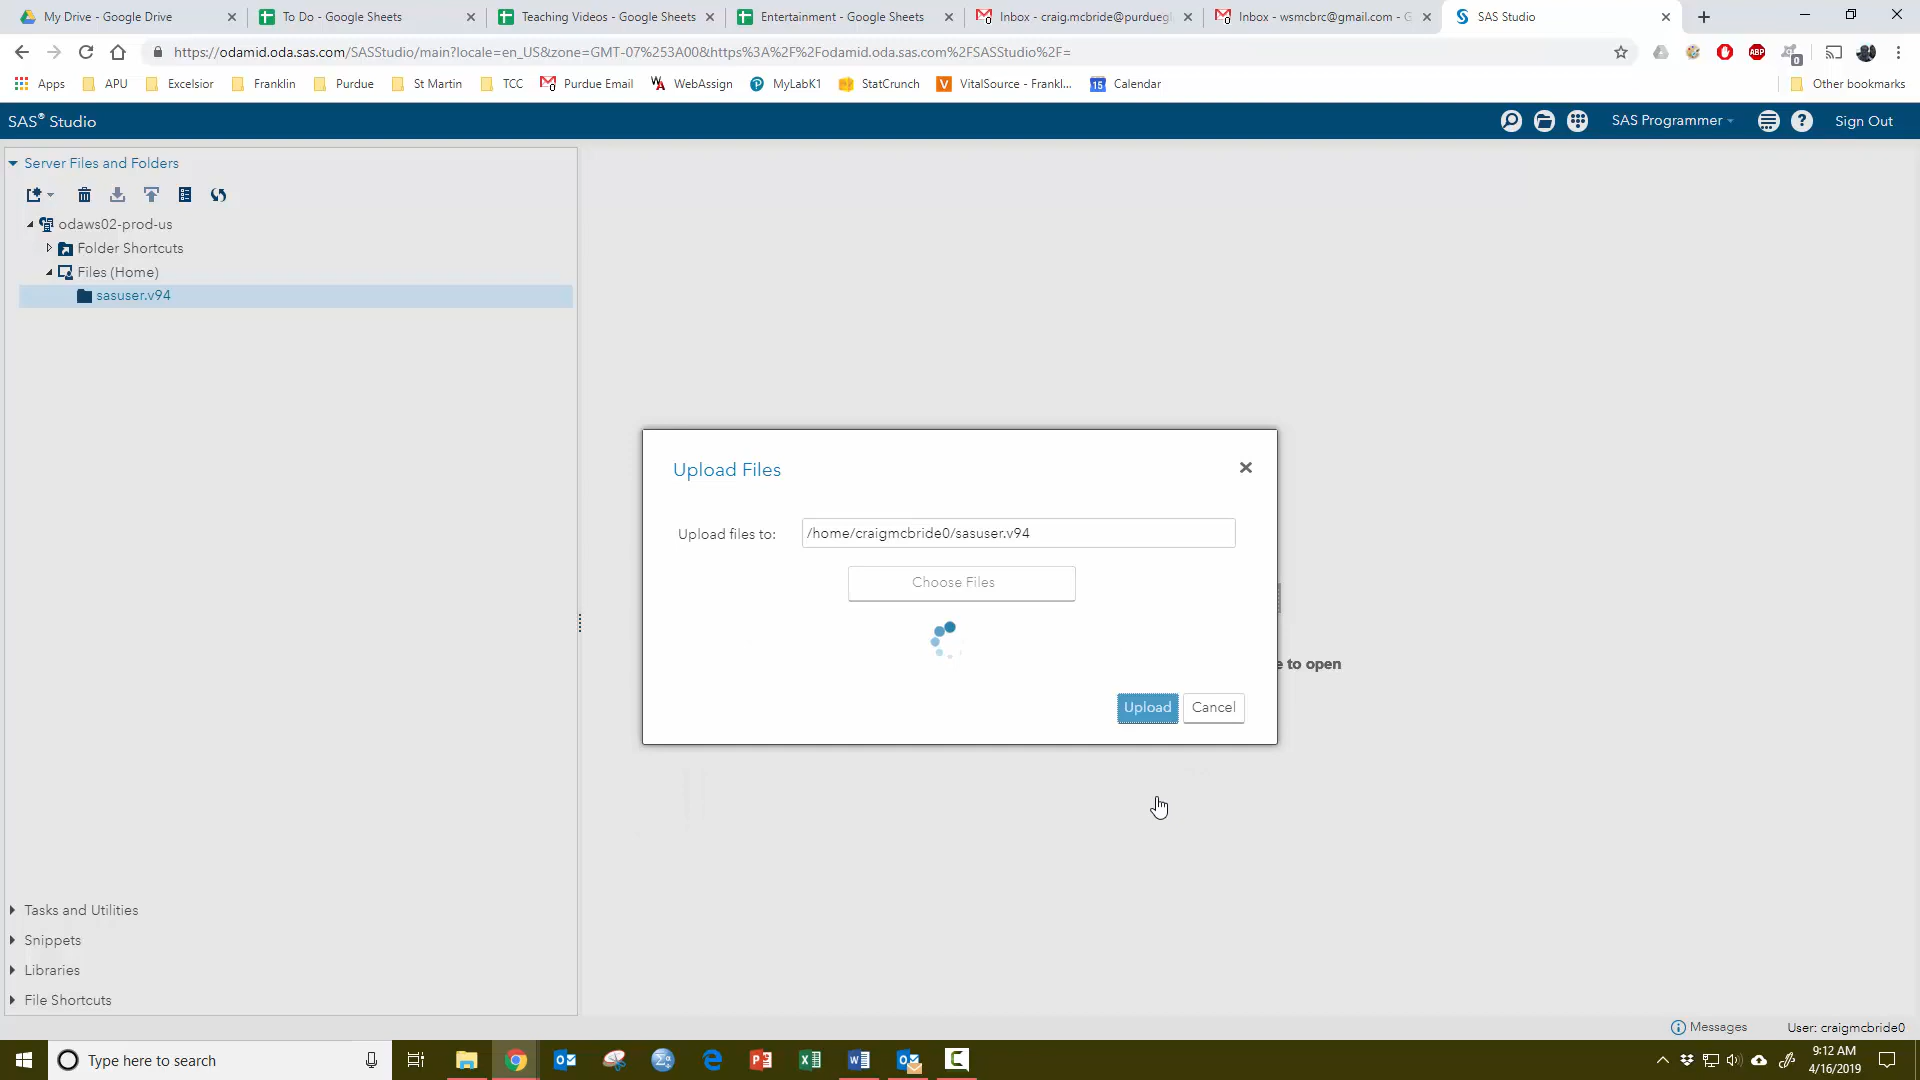 My Drive - Google Drive
To Do - Google Sheets
Teaching Videos - Google Sheets
Entertainment - Google Sheets
Inbox - craig.mcbride@purduegl
Inbox - wsmcbrc@gmail.com - G
SAS Studio
https://odamid.oda.sas.com/SASStudio/main?locale=en_US&zone=GMT-07%253A00&https%3A%2F%2Fodamid.oda.sas.com%2FSASStudio%2F=
ABP
0
Apps
APU
Excelsior
Franklin
Purdue
St Martin
TCC
Purdue Email
WebAssign
MyLabK1
StatCrunch
VitalSource - Frankl...
15
Calendar
Other bookmarks
SAS® Studio
SAS Programmer
Sign Out
Server Files and Folders
odaws02-prod-us
Folder Shortcuts
Files (Home)
sasuser.v94
Upload Files
Upload files to:
/home/craigmcbride0/sasuser.v94
Choose Files
e to open
Upload
Cancel
Tasks and Utilities
Snippets
Libraries
File Shortcuts
Messages
User: craigmcbride0
Type here to search
9:12 AM
4/16/2019